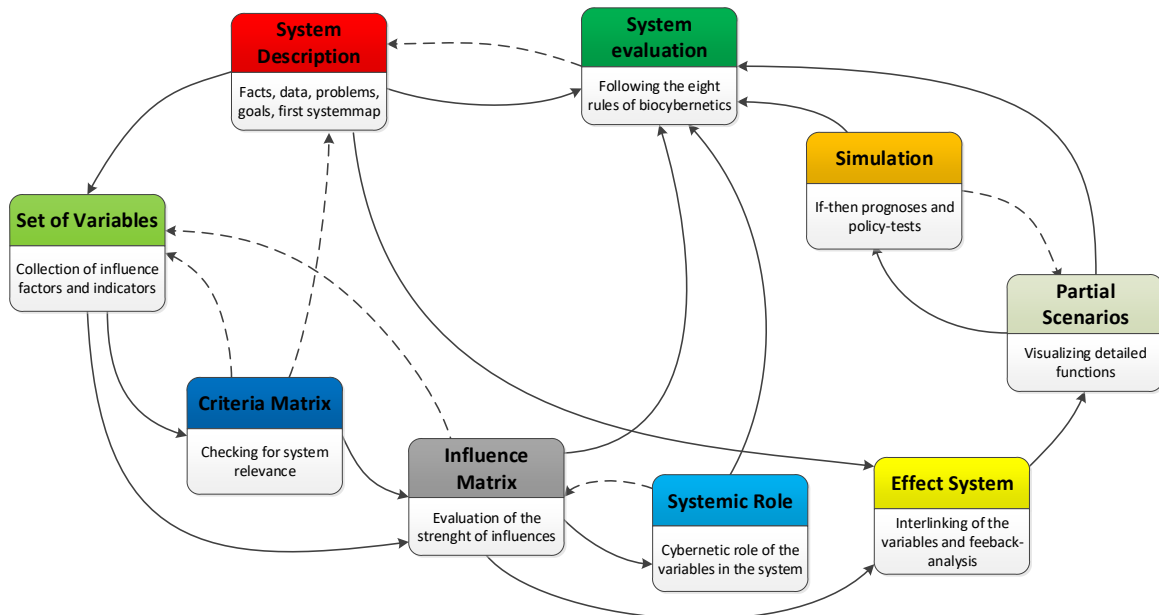 System
Description
Facts, data, problems,
goals, first systemmap
System
evaluation
Following the eight
rules of biocybernetics
Simulation
If-then prognoses and
policy-tests
Set of Variables
Collection of influence
factors and indicators
Partial
Scenarios
Visualizing detailed
functions
Criteria Matrix
Checking for system
relevance
Influence
Matrix
Evaluation of the
strenght of influences
Systemic Role
Cybernetic role of the
variables in the system
Effect System
Interlinking of the
variables and feeback-
analysis